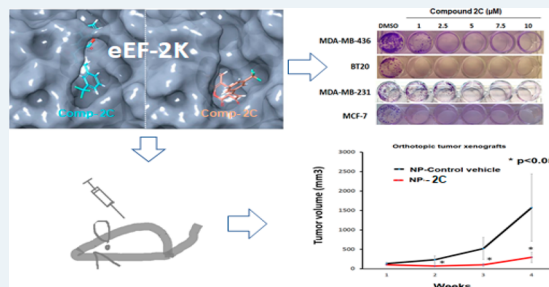 eEF-2K
Comp-2C
Comp-2C
Compound 2C (µM)
DMSO 1 2.5 5 7.5 10
MDA-MB-436
BT20
MDA-MB-231
MCF-7
Orthotopic tumor xenografts
* p<0.0
NP-Control vehicle
NP--2C
Tumor volume (mm3)
3000
2500
2000
1500
1000
500
0
* * *
1 2 3 4
Weeks